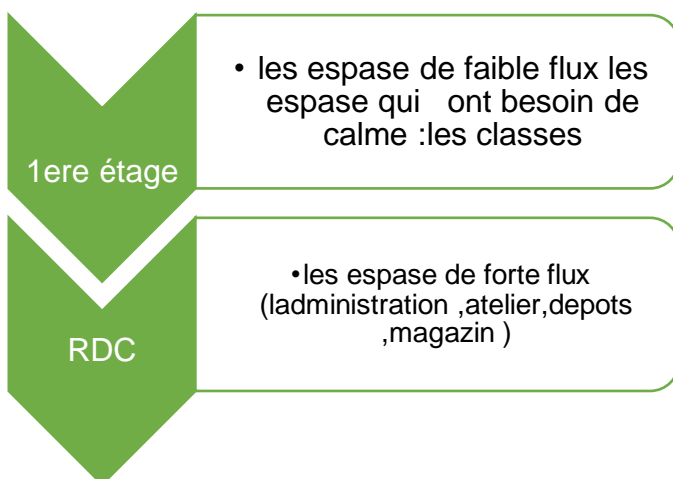 1ere étage
• les espase de faible flux les
espase qui ont besoin de
calme :les classes
RDC
•les espase de forte flux
(ladministration ,atelier,depots
,magazin )